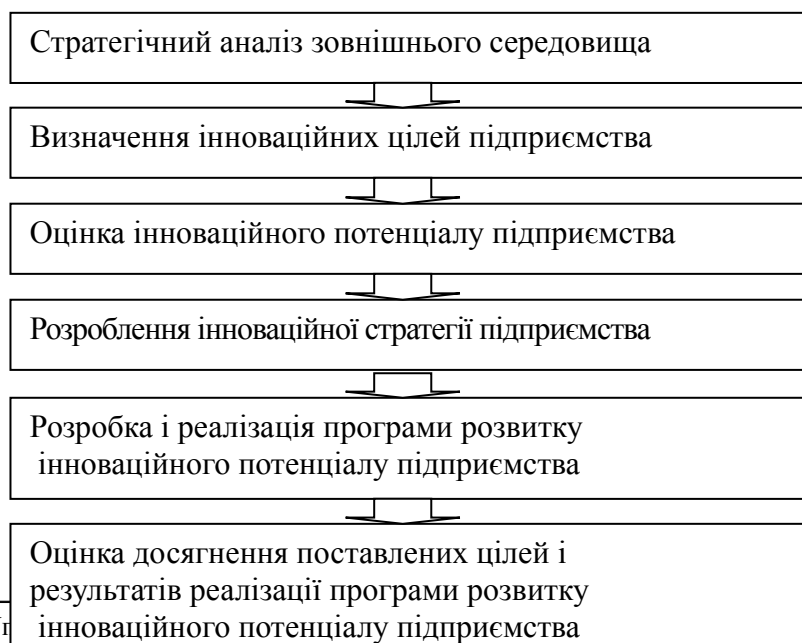 Стратегічний аналіз зовнішнього середовища
Визначення інноваційних цілей підприємства
Оцінка інноваційного потенціалу підприємства
Розроблення інноваційної стратегії підприємства
Розробка і реалізація програми розвитку
інноваційного потенціалу підприємства
Оцінка досягнення поставлених цілей і
результатів реалізації програми розвитку
інноваційного потенціалу підприємства